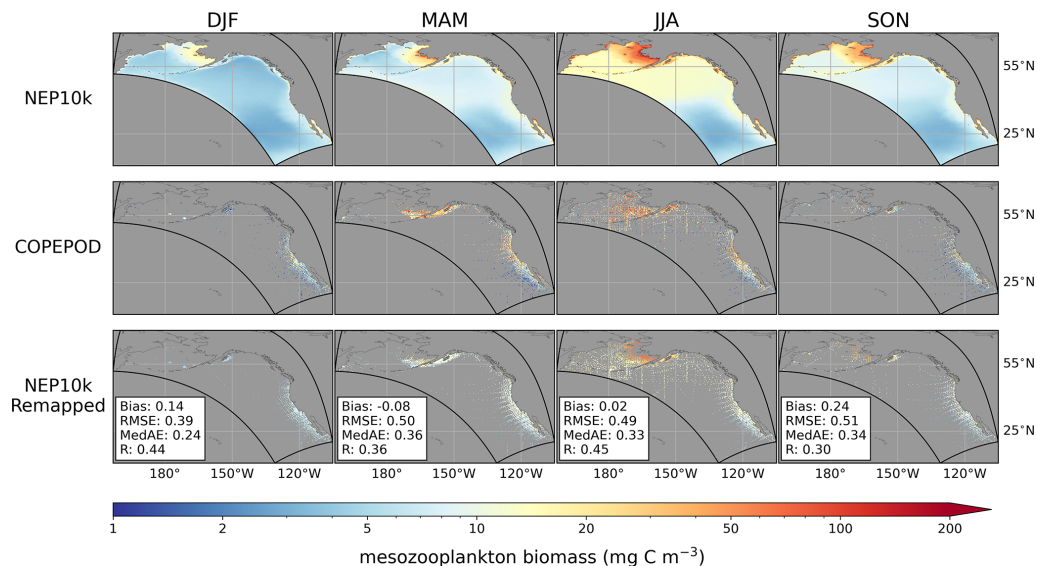 DJF MAM JJA SON
NEP10k
55°N
25°N
COPEPOD
55°N
25°N
NEP10k
Remapped
55°N
25°N
Bias: 0.14
RMSE: 0.39
MedAE: 0.24
R: 0.44
Bias: -0.08
RMSE: 0.50
MedAE: 0.36
R: 0.36
Bias: 0.02
RMSE: 0.49
MedAE: 0.33
R: 0.45
Bias: 0.24
RMSE: 0.51
MedAE: 0.34
R: 0.30
180° 150°W 120°W 180° 150°W 120°W 180° 150°W 120°W 180° 150°W 120°W
1 2 5 10 20 50 100 200
mesozooplankton biomass (mg C m⁻³)